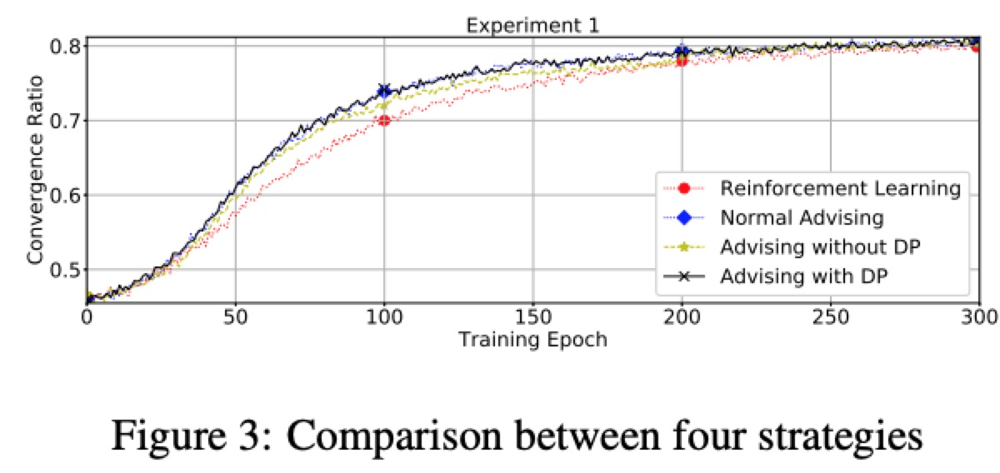 Experiment 1
Convergence Ratio
0.8
0.7
0.6
0.5
0 50 100 150 200 250 300
Training Epoch
Reinforcement Learning
Normal Advising
Advising without DP
Advising with DP
Figure 3: Comparison between four strategies